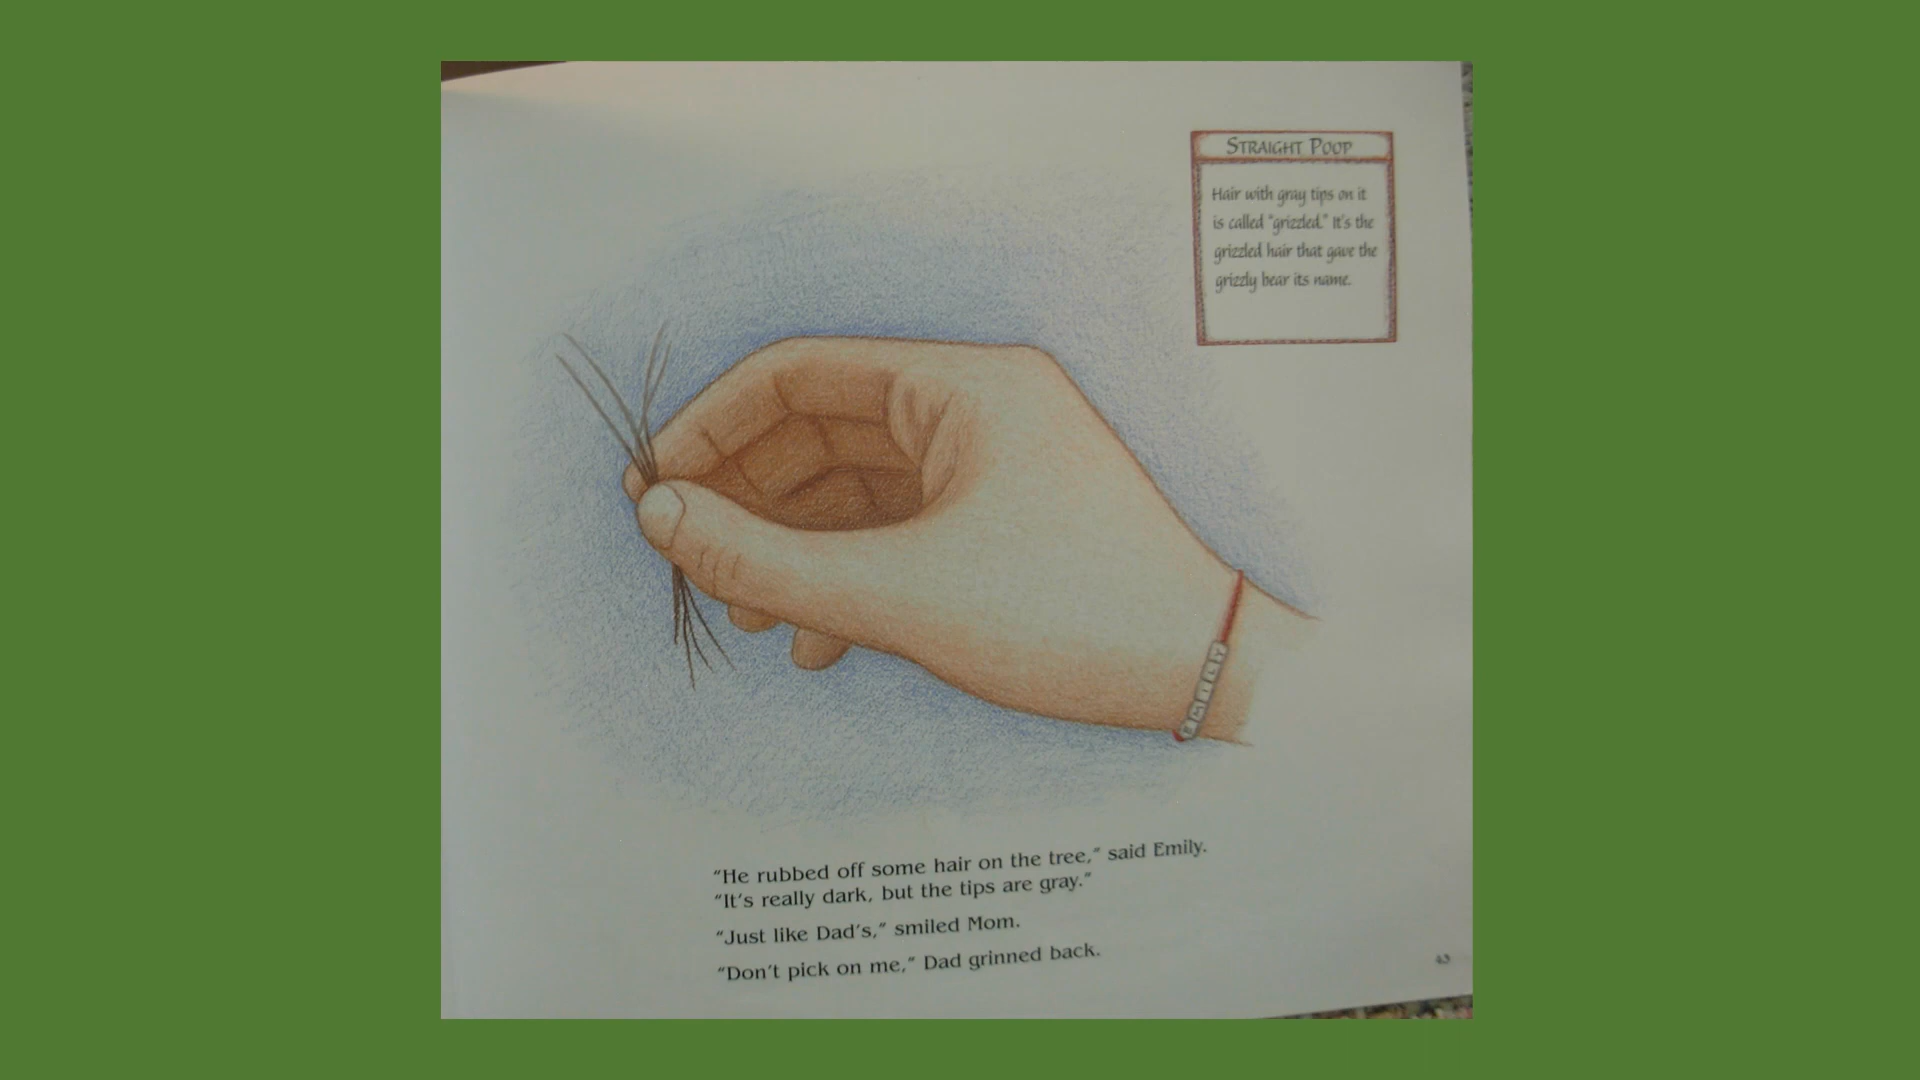 STRAIGHT POOP
Hair with gray tips on it
is called "grizzled." It's the
grizzled hair that gave the
grizzly bear its name.
EMILY
"He rubbed off some hair on the tree," said Emily.
"It's really dark, but the tips are gray."
"Just like Dad's," smiled Mom.
"Don't pick on me," Dad grinned back.
43